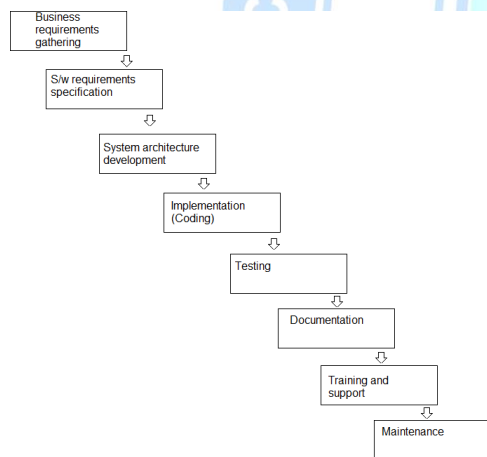 Business
requirements
gathering
S/w requirements
specification
System architecture
development
Implementation
(Coding)
Testing
Documentation
Training and
support
Maintenance